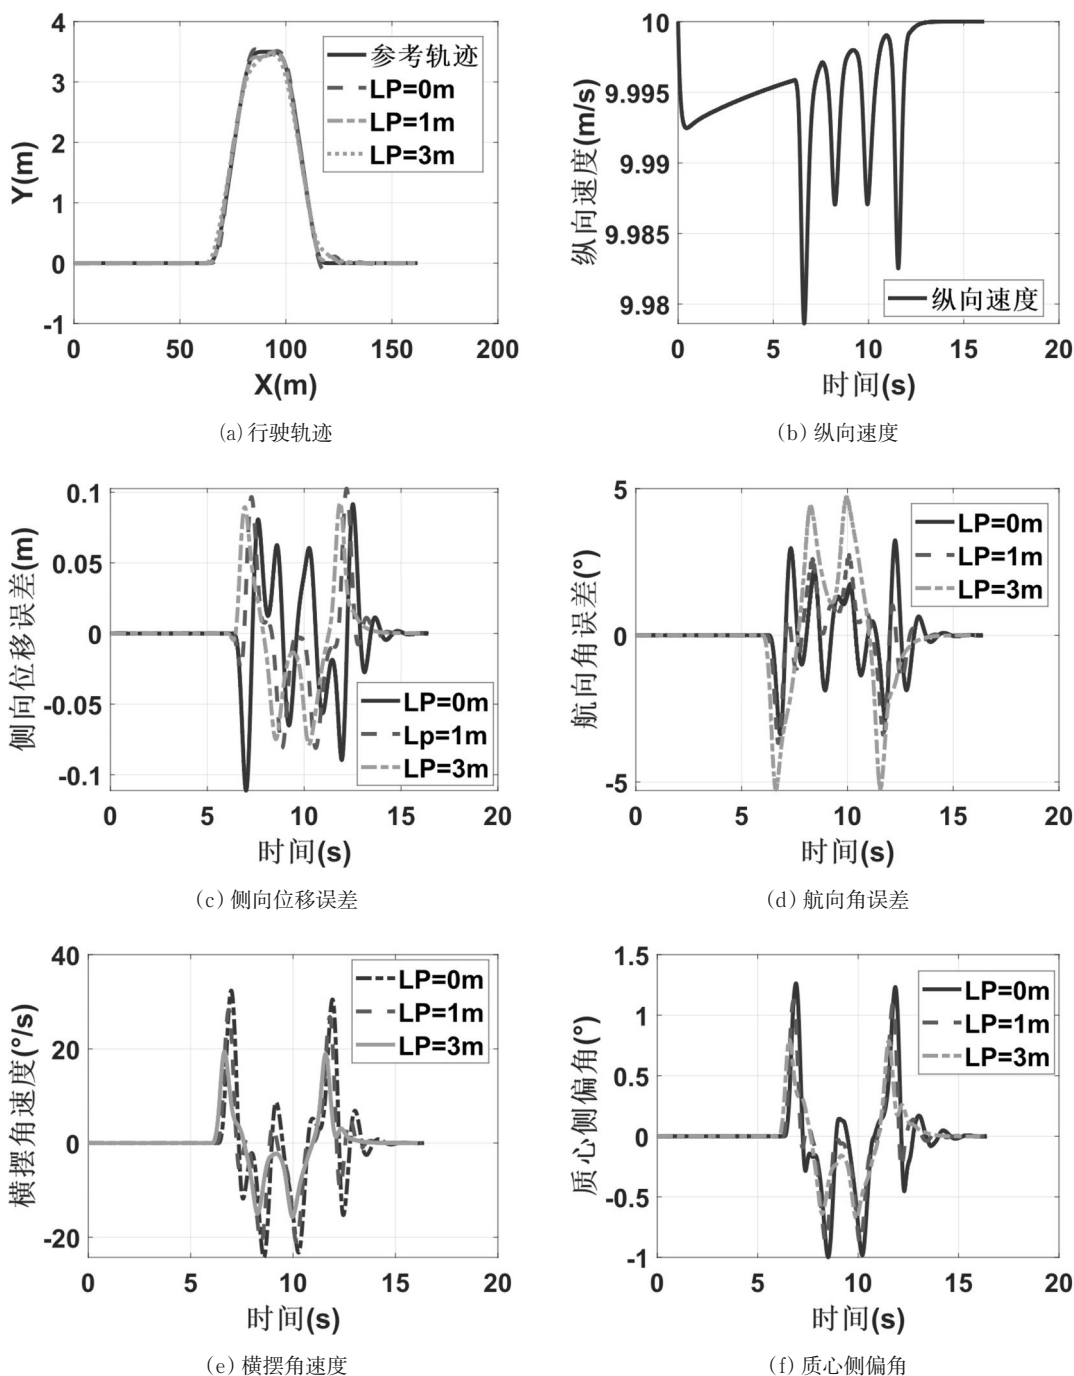 4
3
2
1
0
-1
Y(m)
参考轨迹
LP=0m
LP=1m
LP=3m
0 50 100 150 200
X(m)
(a) 行驶轨迹
10
9.995
9.99
9.985
9.98
纵向速度(m/s)
纵向速度
0 5 10 15 20
时间(s)
(b) 纵向速度
0.1
0.05
0
-0.05
-0.1
侧向位移误差(m)
LP=0m
Lp=1m
LP=3m
0 5 10 15 20
时间(s)
(c) 侧向位移误差
5
0
-5
航向角误差(°)
LP=0m
LP=1m
LP=3m
0 5 10 15 20
时间(s)
(d) 航向角误差
40
20
0
-20
横摆角速度(°/s)
LP=0m
LP=1m
LP=3m
0 5 10 15 20
时间(s)
(e) 横摆角速度
1.5
1
0.5
0
-0.5
-1
质心侧偏角(°)
LP=0m
LP=1m
LP=3m
0 5 10 15 20
时间(s)
(f) 质心侧偏角